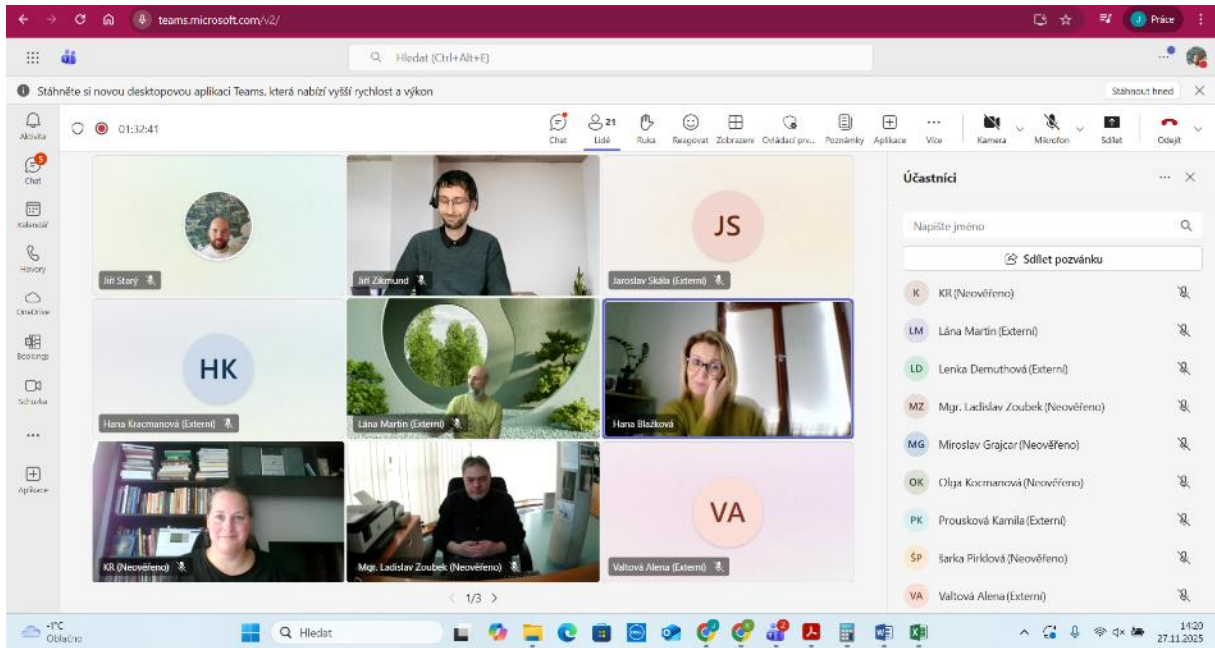 teams.microsoft.com/v2/
J Práce
Hledat (Ctrl+Alt+E)
Stáhněte si novou desktopovou aplikaci Teams, která nabízí vyšší rychlost a výkon
Stáhnout hned
01:32:41
21
Chat
Lidé
Ruka
Reagovat
Zobrazení
Ovládací prv...
Poznámky
Aplikace
Více
Kamera
Mikrofon
Sdílet
Odejít
Aktivita
5
Chat
Kalendář
Hovory
OneDrive
Bookings
Schůzka
Aplikace
Jiří Starý
Jiří Zikmund
JS
Jaroslav Skála (Externí)
HK
Hana Kracmanová (Externí)
Lána Martin (Externí)
Hana Blažková
KR (Neověřeno)
Mgr. Ladislav Zoubek (Neověřeno)
VA
Valtová Alena (Externí)
1/3
Účastníci
Napište jméno
Sdílet pozvánku
K KR (Neověřeno)
LM Lána Martin (Externí)
LD Lenka Demuthová (Externí)
MZ Mgr. Ladislav Zoubek (Neověřeno)
MG Miroslav Grajcar (Neověřeno)
OK Olga Kocmanová (Neověřeno)
PK Prousková Kamila (Externí)
ŠP šarka Pirklová (Neověřeno)
VA Valtová Alena (Externí)
-1°C
Oblačno
Hledat
14:20
27.11.2025